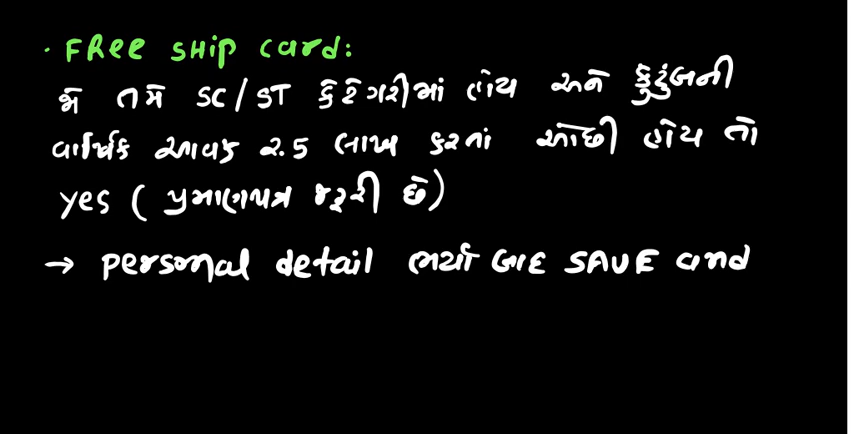 · FRee SHip card:
જો તમે SC/ST કેટેગરીમાં હોય અને કુટુંબની
વાર્ષિક આવક ૨.5 લાખ કરતાં ઓછી હોય તો
yes ( પ્રમાણપત્ર જરૂરી છે)
→ personal detail ભર્યા બાદ SAVE and